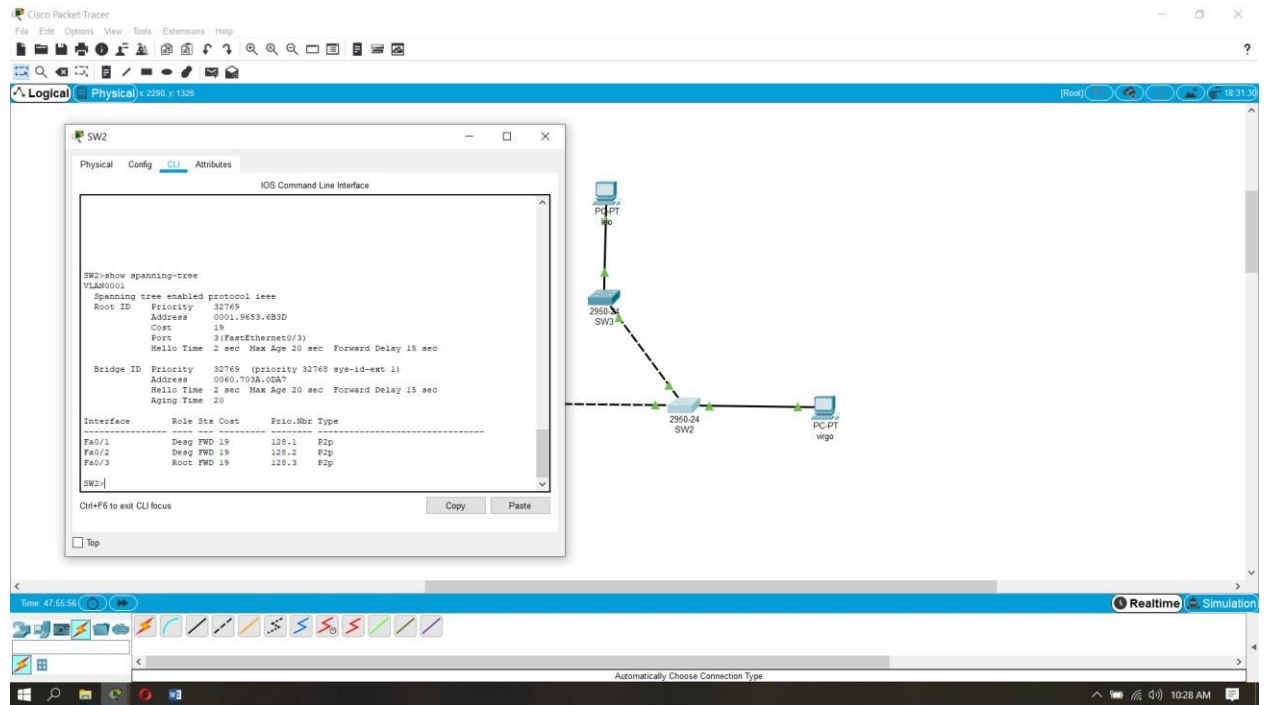 Cisco Packet Tracer
File Edit Options View Tools Extensions Help
?
Logical Physical x: 2290, y: 1326 [Root] 18:31:30
SW2
Physical Config CLI Attributes
IOS Command Line Interface
SW2>show spanning-tree
VLAN0001
Spanning tree enabled protocol ieee
Root ID Priority 32769
Address 0001.9653.6B3D
Cost 19
Port 3(FastEthernet0/3)
Hello Time 2 sec Max Age 20 sec Forward Delay 15 sec
Bridge ID Priority 32769 (priority 32768 sys-id-ext 1)
Address 0060.703A.0DA7
Hello Time 2 sec Max Age 20 sec Forward Delay 15 sec
Aging Time 20
Interface Role Sts Cost Prio.Nbr Type
---------------- ---- --- --------- -------- --------------------------------
Fa0/1 Desg FWD 19 128.1 P2p
Fa0/2 Desg FWD 19 128.2 P2p
Fa0/3 Root FWD 19 128.3 P2p
SW2>
Ctrl+F6 to exit CLI focus
Copy Paste
Top
PC-PT
leo
2950-24
SW3
2950-24
SW2
PC-PT
virgo
Time: 47:55:56
Realtime Simulation
Automatically Choose Connection Type
10:28 AM